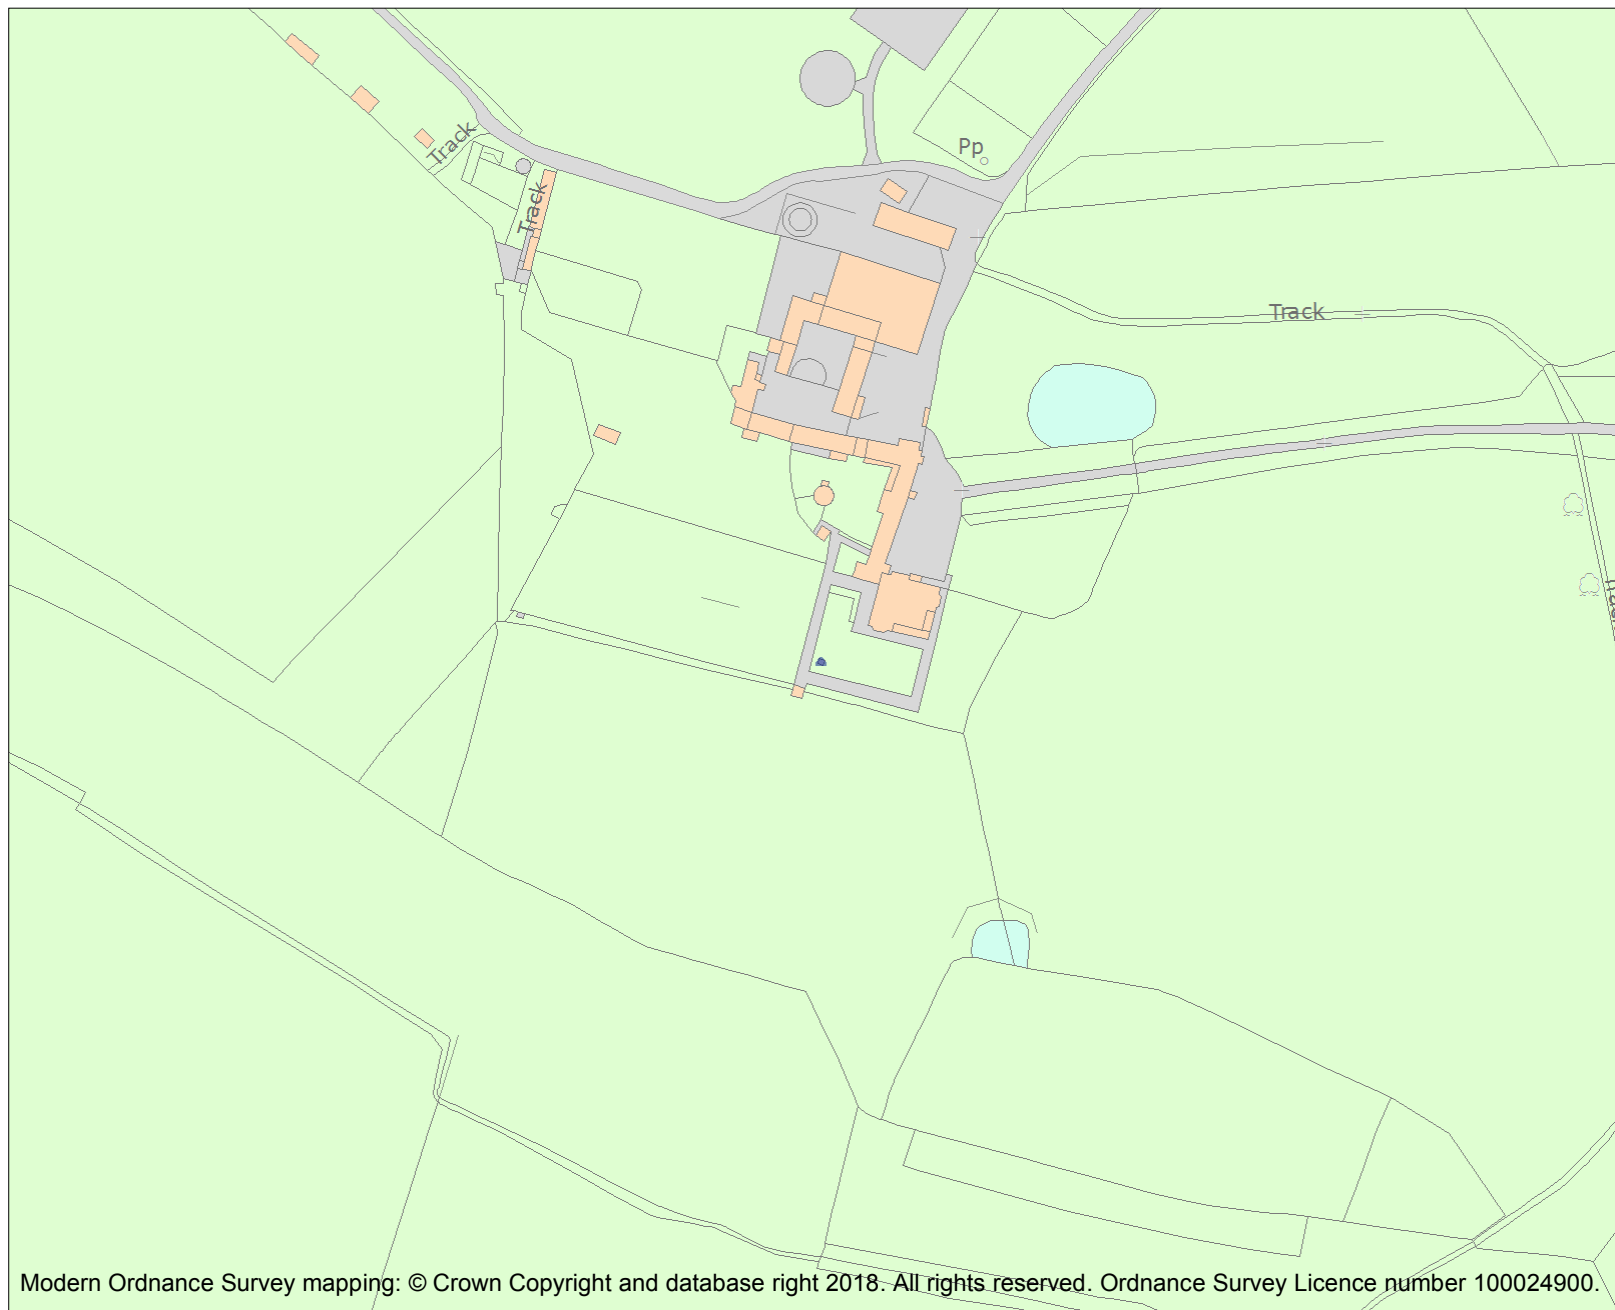 Track
Pp
Track
Track
Modern Ordnance Survey mapping: © Crown Copyright and database right 2018. All rights reserved. Ordnance Survey Licence number 100024900.